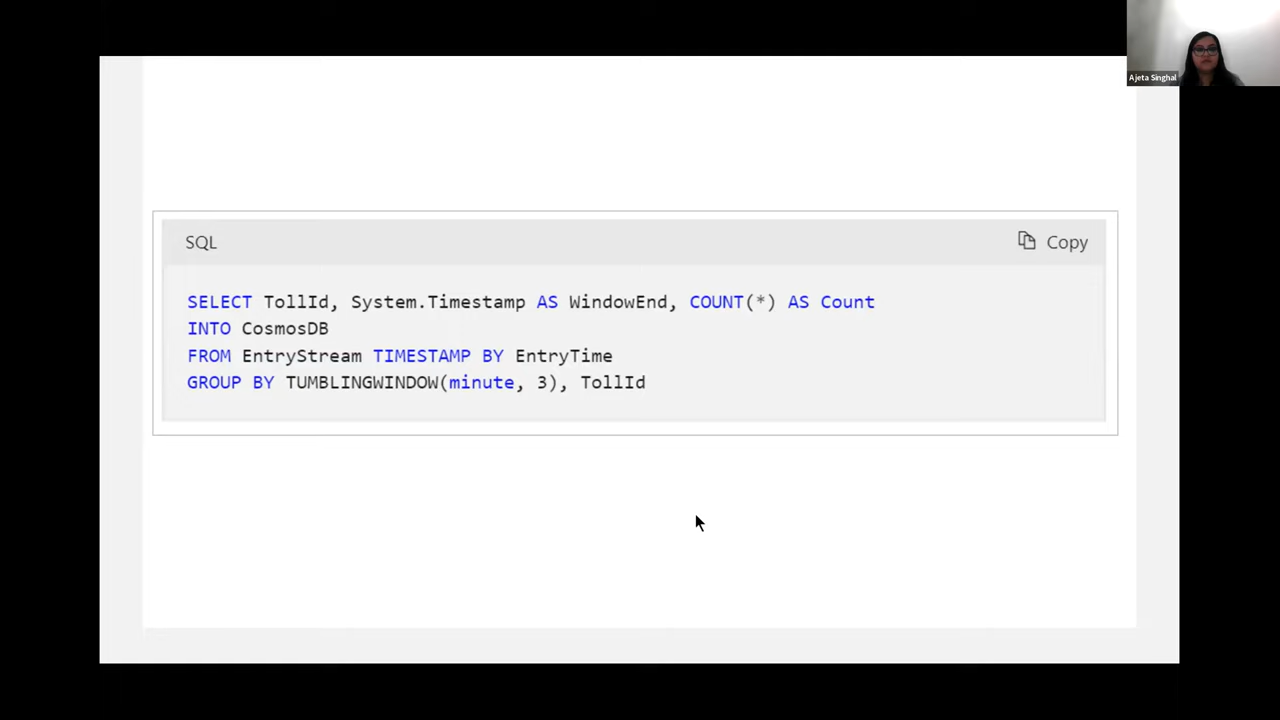 Ajeta Singhal
SQL
Copy
SELECT TollId, System.Timestamp AS WindowEnd, COUNT(*) AS Count
INTO CosmosDB
FROM EntryStream TIMESTAMP BY EntryTime
GROUP BY TUMBLINGWINDOW(minute, 3), TollId